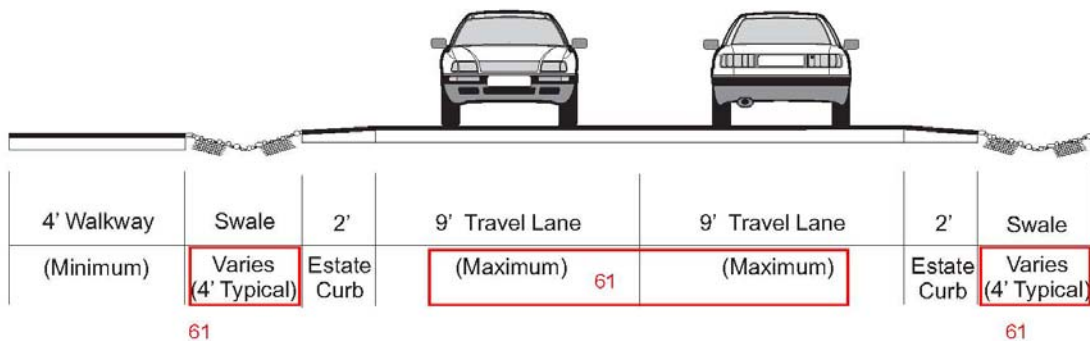 4' Walkway Swale 2' 9' Travel Lane 9' Travel Lane 2' Swale
(Minimum) Varies (Maximum) (Maximum) Estate Varies
(4' Typical) Estate Curb 61 Curb (4' Typical)
61 61